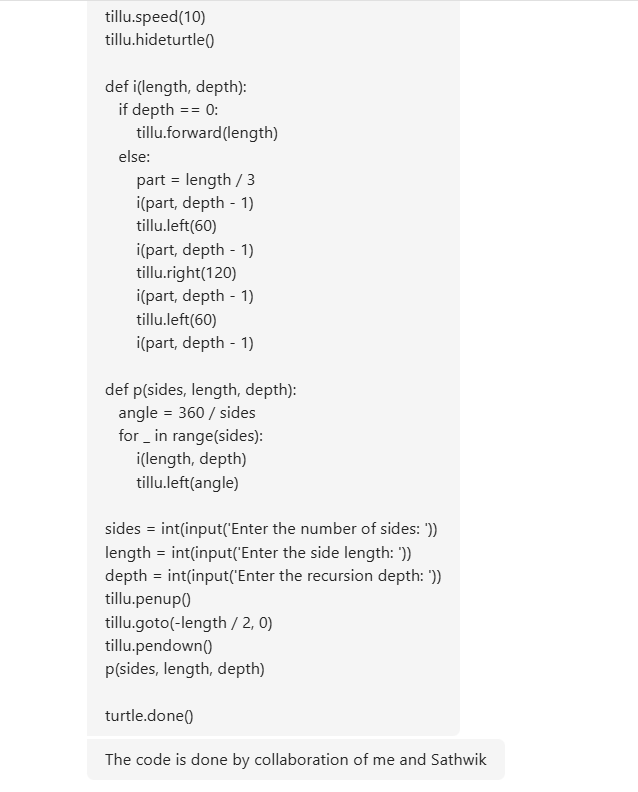 tillu.speed(10)
tillu.hideturtle()
def i(length, depth):
if depth == 0:
tillu.forward(length)
else:
part = length / 3
i(part, depth - 1)
tillu.left(60)
i(part, depth - 1)
tillu.right(120)
i(part, depth - 1)
tillu.left(60)
i(part, depth - 1)
def p(sides, length, depth):
angle = 360 / sides
for _ in range(sides):
i(length, depth)
tillu.left(angle)
sides = int(input('Enter the number of sides: '))
length = int(input('Enter the side length: '))
depth = int(input('Enter the recursion depth: '))
tillu.penup()
tillu.goto(-length / 2, 0)
tillu.pendown()
p(sides, length, depth)
turtle.done()
The code is done by collaboration of me and Sathwik